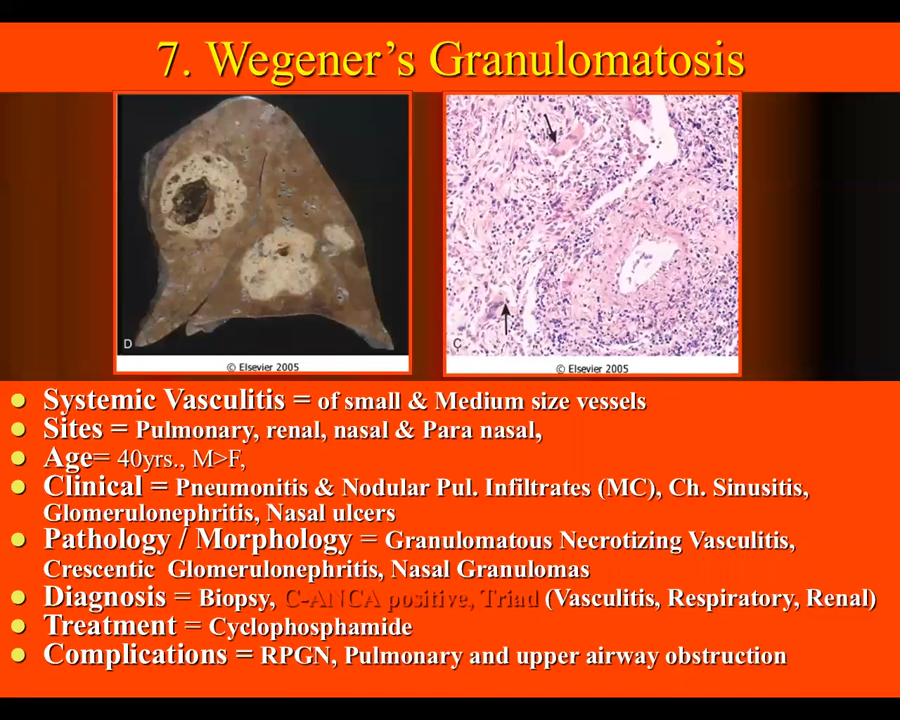 7. Wegener’s Granulomatosis
D
© Elsevier 2005
C
© Elsevier 2005
Systemic Vasculitis = of small & Medium size vessels
Sites = Pulmonary, renal, nasal & Para nasal,
Age= 40yrs., M>F,
Clinical = Pneumonitis & Nodular Pul. Infiltrates (MC), Ch. Sinusitis,
Glomerulonephritis, Nasal ulcers
Pathology / Morphology = Granulomatous Necrotizing Vasculitis,
Crescentic Glomerulonephritis, Nasal Granulomas
Diagnosis = Biopsy, C-ANCA positive, Triad (Vasculitis, Respiratory, Renal)
Treatment = Cyclophosphamide
Complications = RPGN, Pulmonary and upper airway obstruction